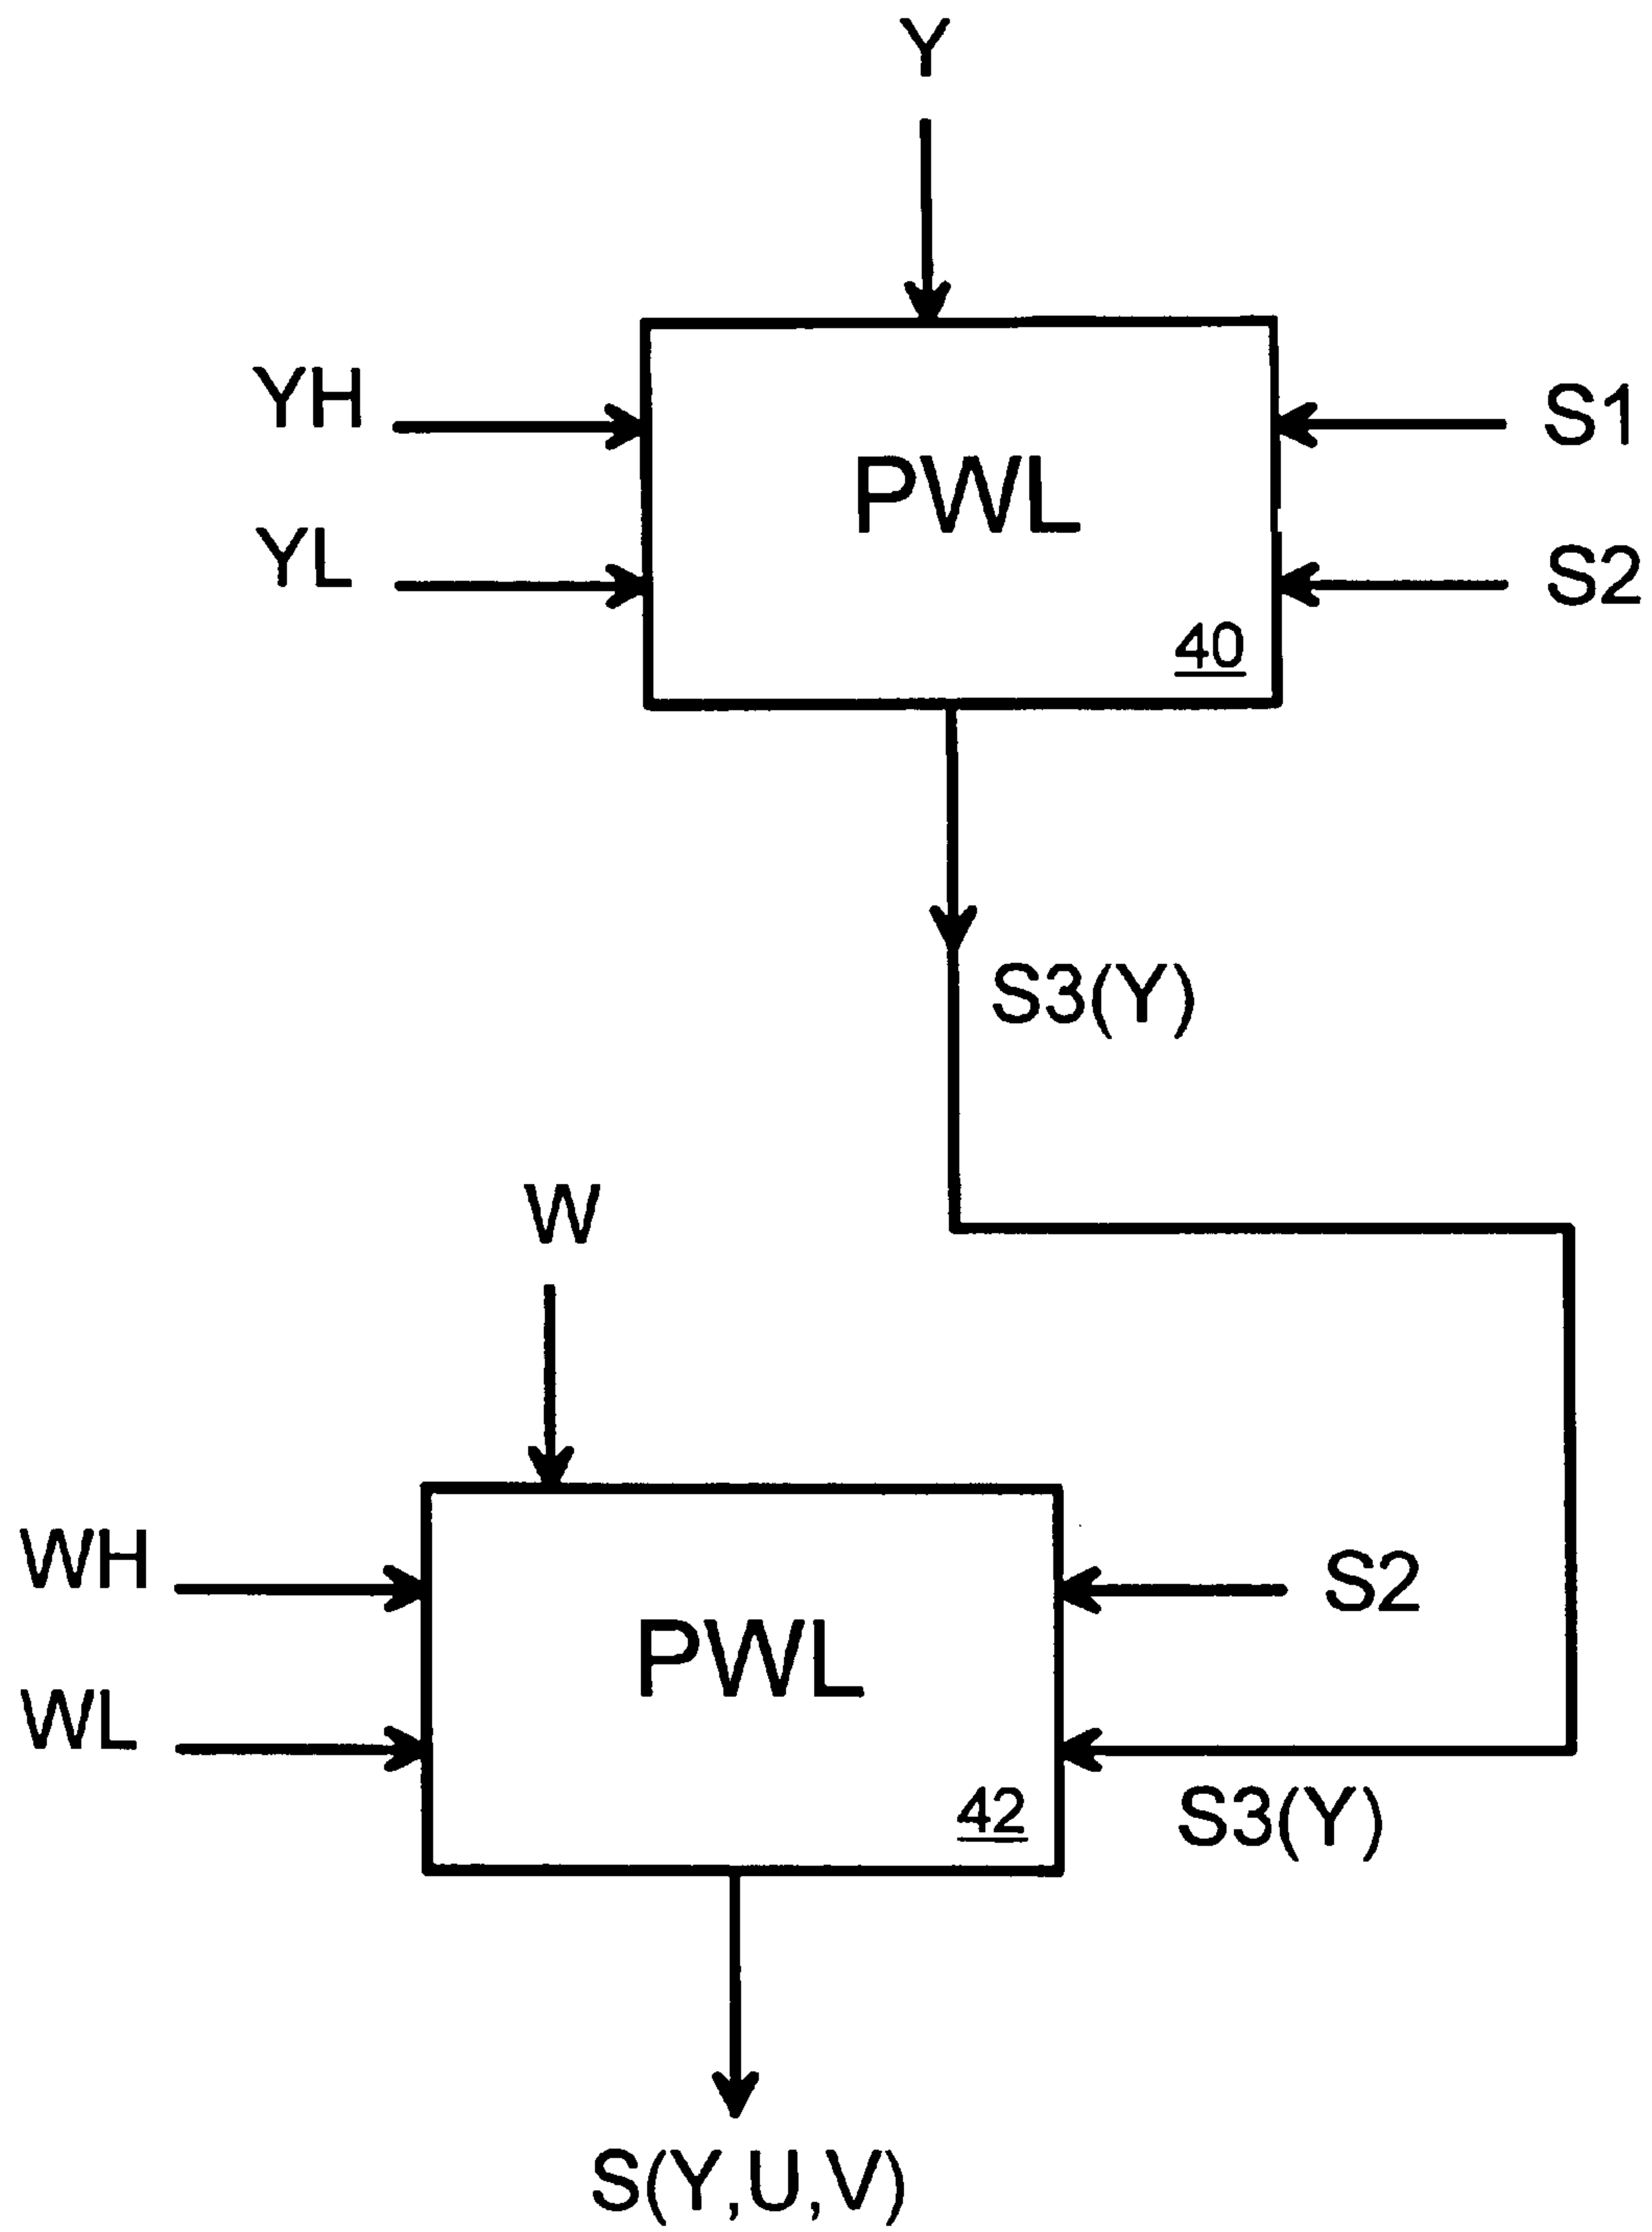 Y
YH
S1
PWL
YL
S2
40
S3(Y)
W
WH
S2
PWL
WL
42
S3(Y)
S(Y,U,V)